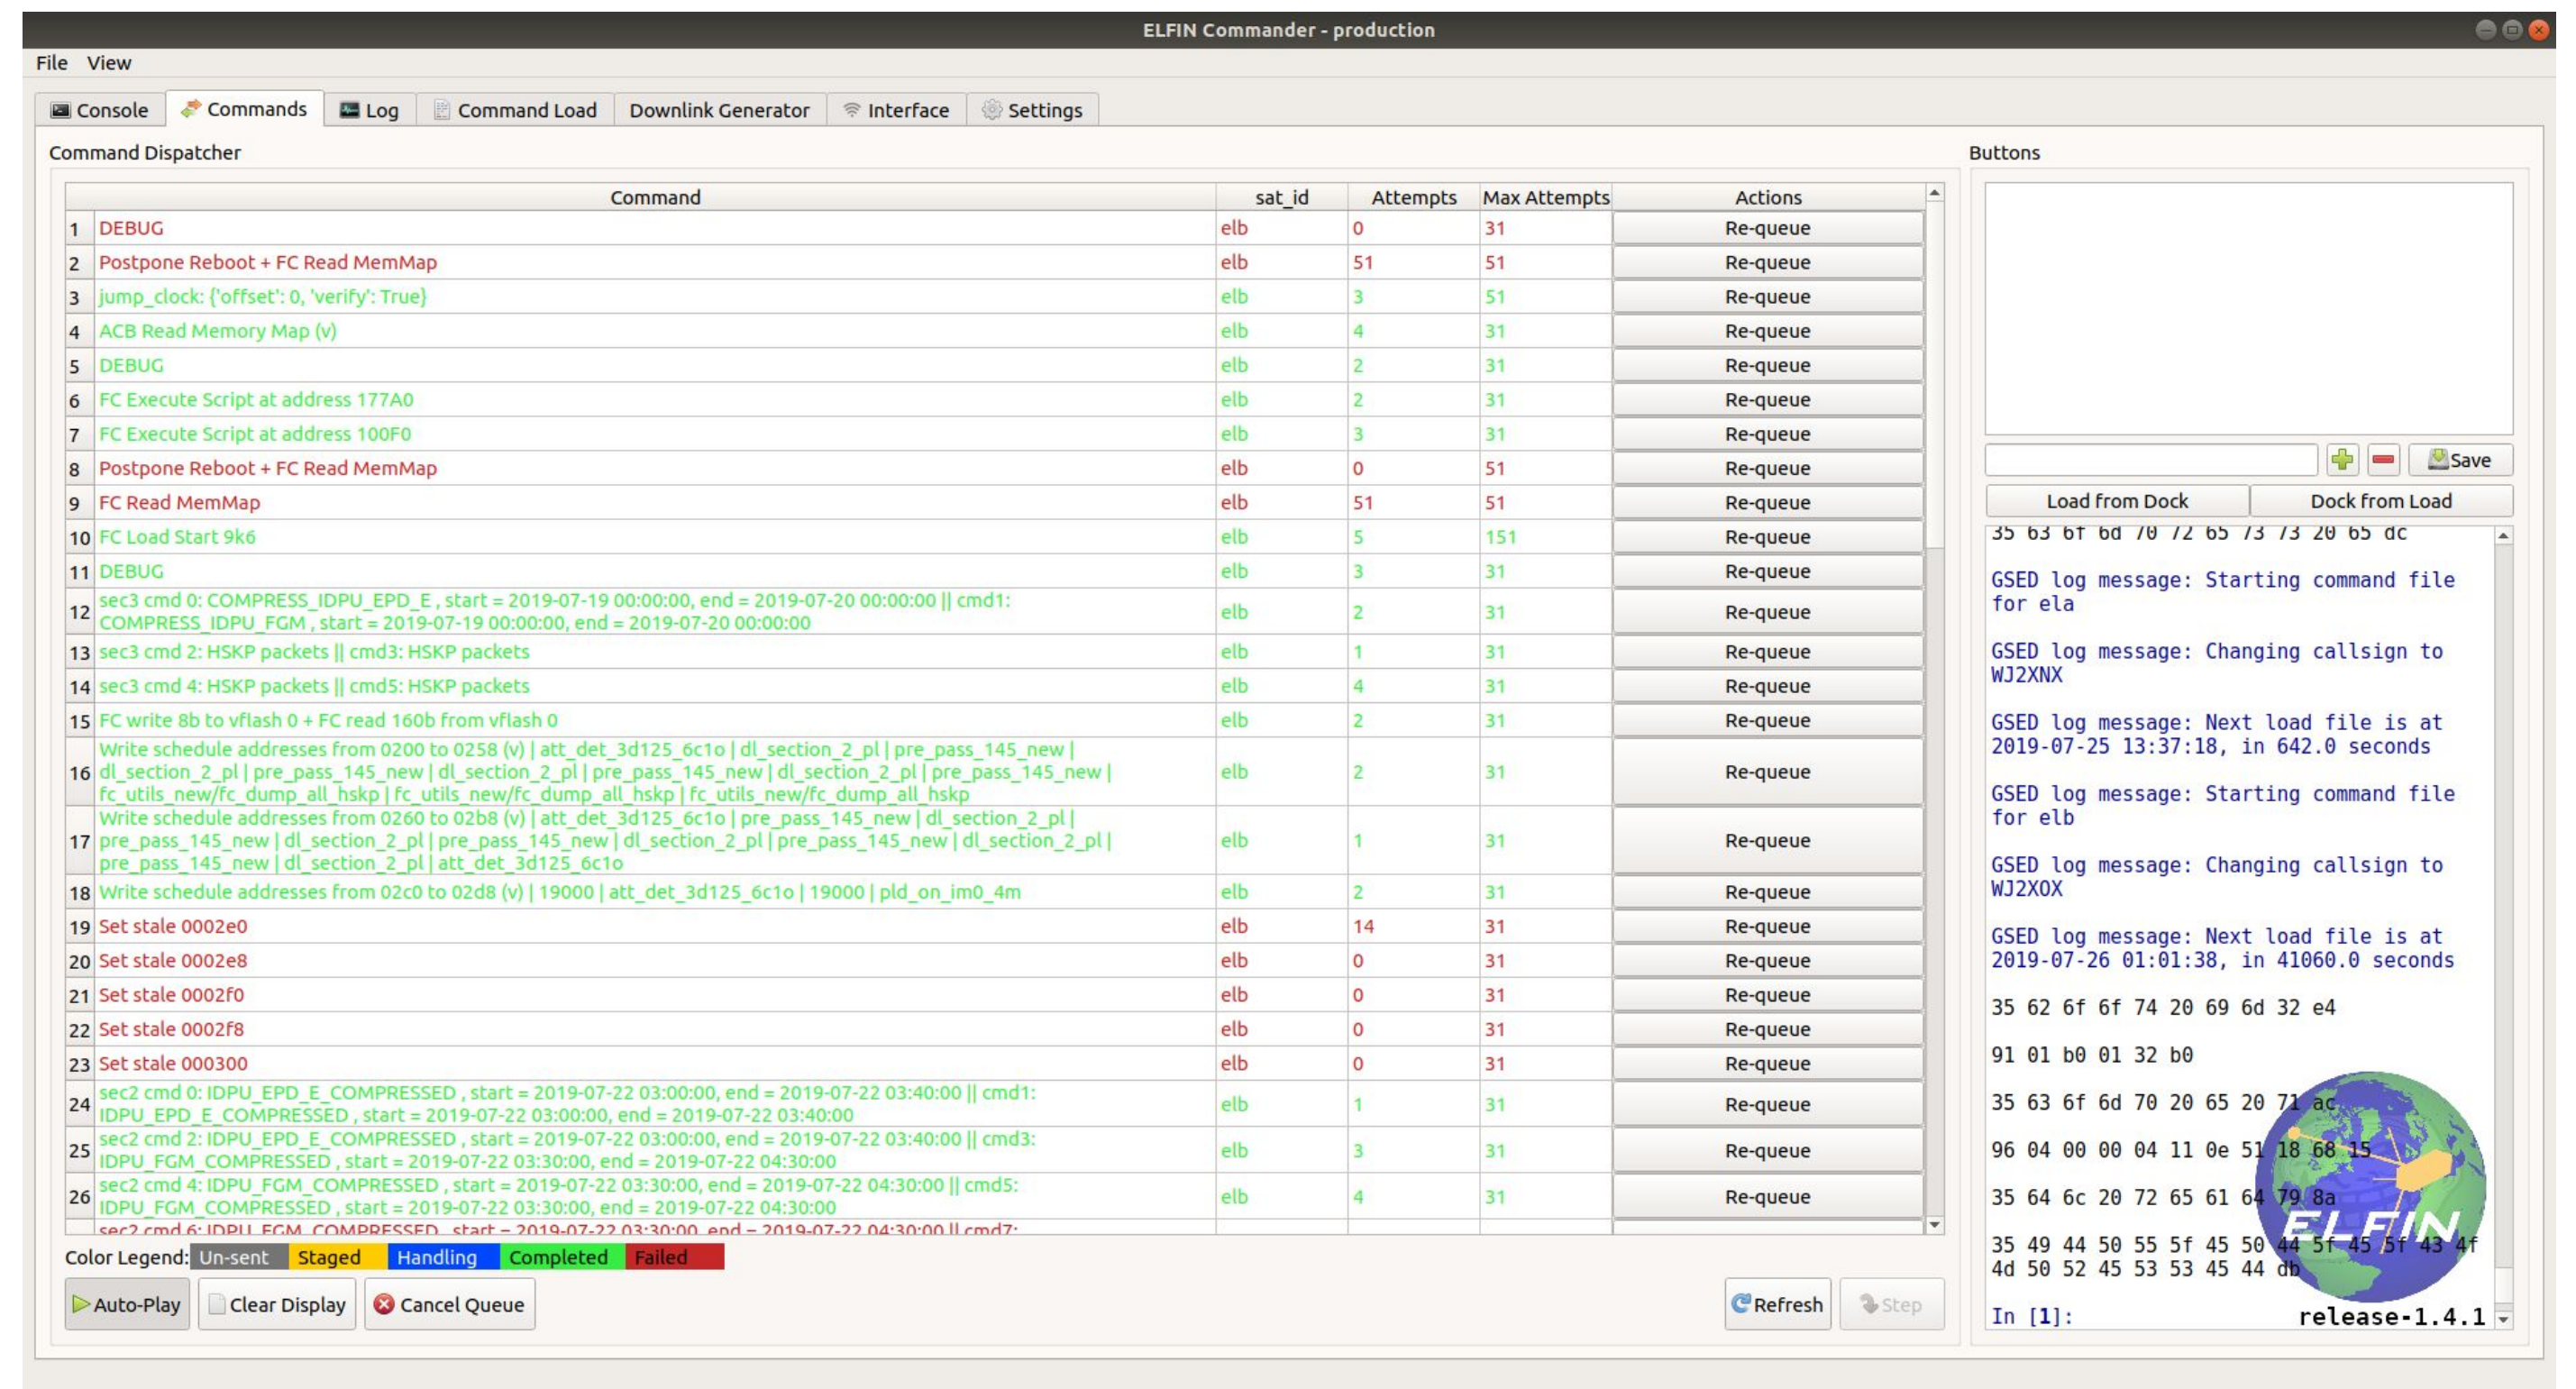 ELFIN Commander - production
File View
Console Commands Log Command Load Downlink Generator Interface Settings
Command Dispatcher
Command sat_id Attempts Max Attempts Actions
1 DEBUG elb 0 31 Re-queue
2 Postpone Reboot + FC Read MemMap elb 51 51 Re-queue
3 jump_clock: {'offset': 0, 'verify': True} elb 3 51 Re-queue
4 ACB Read Memory Map (v) elb 4 31 Re-queue
5 DEBUG elb 2 31 Re-queue
6 FC Execute Script at address 177A0 elb 2 31 Re-queue
7 FC Execute Script at address 100F0 elb 3 31 Re-queue
8 Postpone Reboot + FC Read MemMap elb 0 51 Re-queue
9 FC Read MemMap elb 51 51 Re-queue
10 FC Load Start 9k6 elb 5 151 Re-queue
11 DEBUG elb 3 31 Re-queue
12 sec3 cmd 0: COMPRESS_IDPU_EPD_E , start = 2019-07-19 00:00:00, end = 2019-07-20 00:00:00 || cmd1:
COMPRESS_IDPU_FGM , start = 2019-07-19 00:00:00, end = 2019-07-20 00:00:00 elb 2 31 Re-queue
13 sec3 cmd 2: HSKP packets || cmd3: HSKP packets elb 1 31 Re-queue
14 sec3 cmd 4: HSKP packets || cmd5: HSKP packets elb 4 31 Re-queue
15 FC write 8b to vflash 0 + FC read 160b from vflash 0 elb 2 31 Re-queue
16 Write schedule addresses from 0200 to 0258 (v) | att_det_3d125_6c1o | dl_section_2_pl | pre_pass_145_new |
dl_section_2_pl | pre_pass_145_new | dl_section_2_pl | pre_pass_145_new | dl_section_2_pl | pre_pass_145_new |
fc_utils_new/fc_dump_all_hskp | fc_utils_new/fc_dump_all_hskp | fc_utils_new/fc_dump_all_hskp elb 2 31 Re-queue
17 Write schedule addresses from 0260 to 02b8 (v) | att_det_3d125_6c1o | pre_pass_145_new | dl_section_2_pl |
pre_pass_145_new | dl_section_2_pl | pre_pass_145_new | dl_section_2_pl | pre_pass_145_new | dl_section_2_pl |
pre_pass_145_new | dl_section_2_pl | att_det_3d125_6c1o elb 1 31 Re-queue
18 Write schedule addresses from 02c0 to 02d8 (v) | 19000 | att_det_3d125_6c1o | 19000 | pld_on_im0_4m elb 2 31 Re-queue
19 Set stale 0002e0 elb 14 31 Re-queue
20 Set stale 0002e8 elb 0 31 Re-queue
21 Set stale 0002f0 elb 0 31 Re-queue
22 Set stale 0002f8 elb 0 31 Re-queue
23 Set stale 000300 elb 0 31 Re-queue
24 sec2 cmd 0: IDPU_EPD_E_COMPRESSED , start = 2019-07-22 03:00:00, end = 2019-07-22 03:40:00 || cmd1:
IDPU_EPD_E_COMPRESSED , start = 2019-07-22 03:00:00, end = 2019-07-22 03:40:00 elb 1 31 Re-queue
25 sec2 cmd 2: IDPU_EPD_E_COMPRESSED , start = 2019-07-22 03:00:00, end = 2019-07-22 03:40:00 || cmd3:
IDPU_FGM_COMPRESSED , start = 2019-07-22 03:30:00, end = 2019-07-22 04:30:00 elb 3 31 Re-queue
26 sec2 cmd 4: IDPU_FGM_COMPRESSED , start = 2019-07-22 03:30:00, end = 2019-07-22 04:30:00 || cmd5:
IDPU_FGM_COMPRESSED , start = 2019-07-22 03:30:00, end = 2019-07-22 04:30:00 elb 4 31 Re-queue
sec2 cmd 6: IDPU_FGM_COMPRESSED , start = 2019-07-22 03:30:00, end = 2019-07-22 04:30:00 || cmd7:
Color Legend: Un-sent Staged Handling Completed Failed
Auto-Play Clear Display Cancel Queue Refresh Step
Buttons
Save
Load from Dock Dock from Load
35 63 6f 6d 70 72 65 73 73 20 65 dc
GSED log message: Starting command file
for ela
GSED log message: Changing callsign to
WJ2XNX
GSED log message: Next load file is at
2019-07-25 13:37:18, in 642.0 seconds
GSED log message: Starting command file
for elb
GSED log message: Changing callsign to
WJ2XOX
GSED log message: Next load file is at
2019-07-26 01:01:38, in 41060.0 seconds
35 62 6f 6f 74 20 69 6d 32 e4
91 01 b0 01 32 b0
35 63 6f 6d 70 20 65 20 71 ac
96 04 00 00 04 11 0e 51 18 68 15
35 64 6c 20 72 65 61 64 79 8a
ELFIN
35 49 44 50 55 5f 45 50 44 5f 45 5f 43 4f
4d 50 52 45 53 53 45 44 db
In [1]:
release-1.4.1